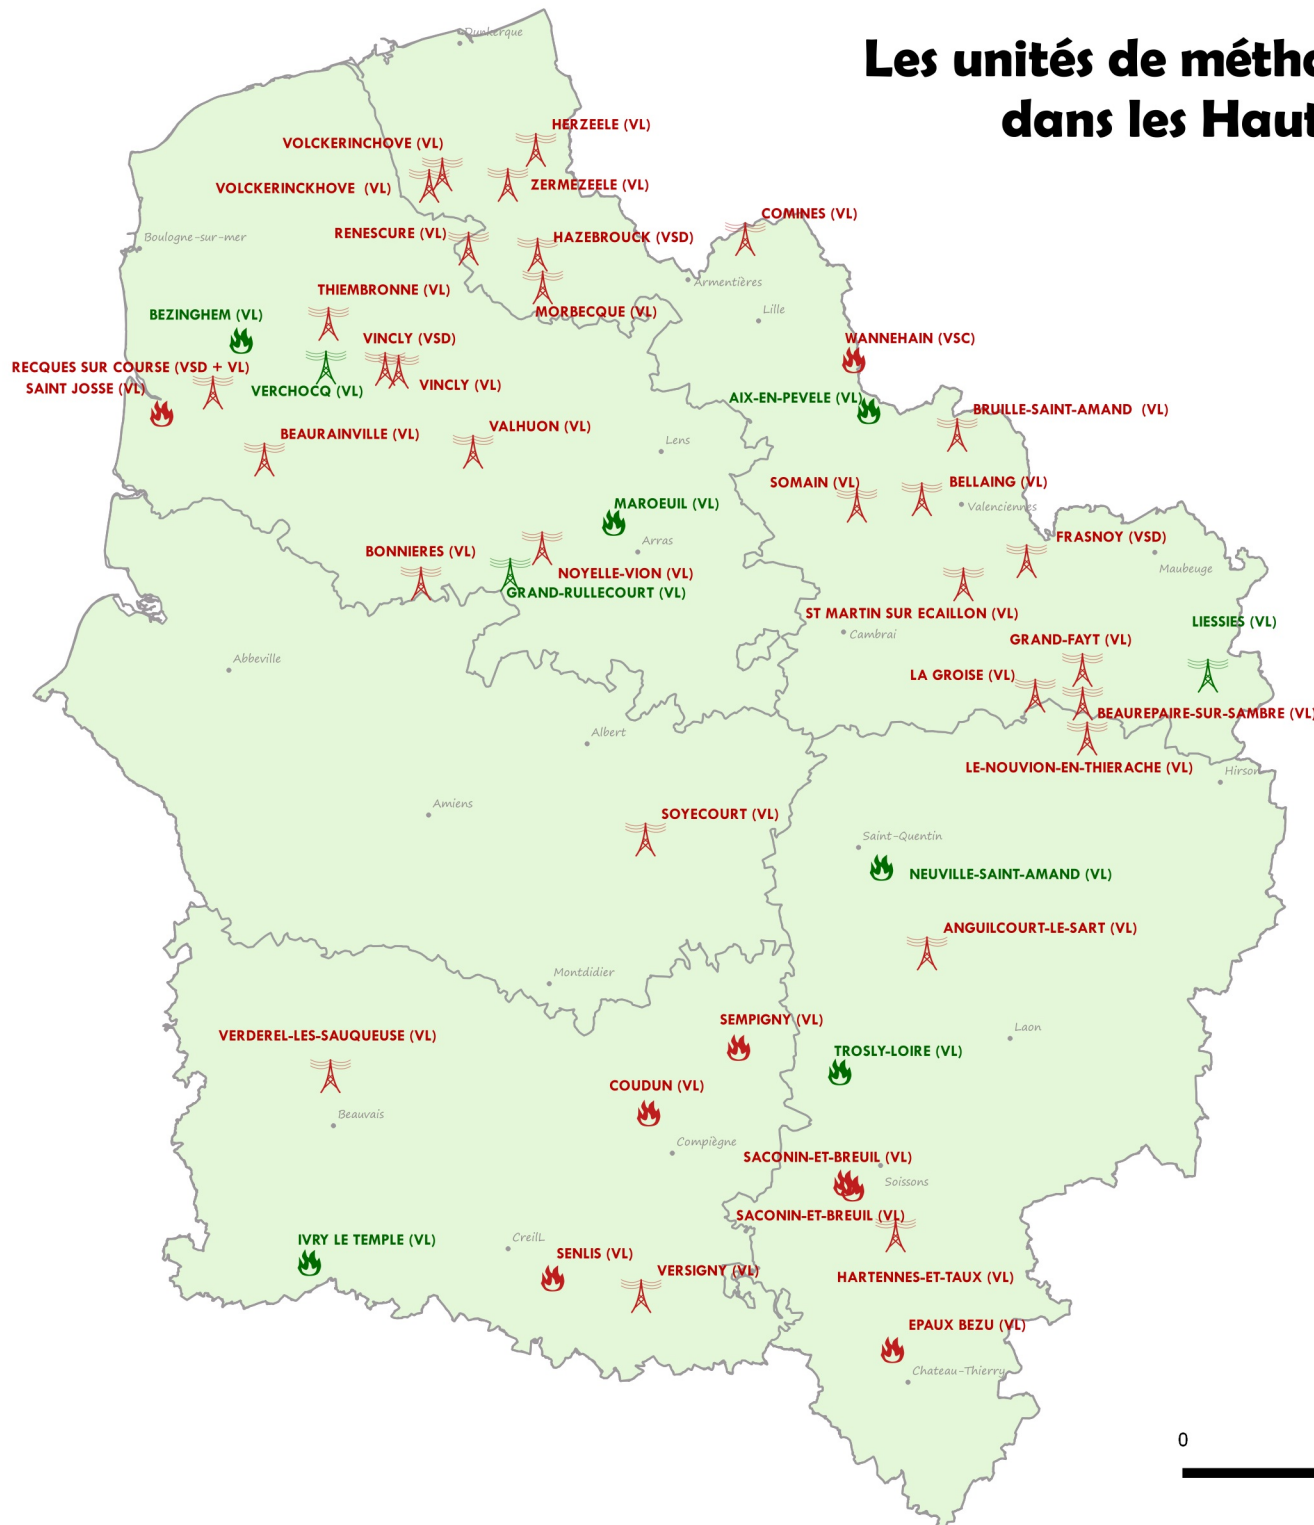 Les unités de métha
dans les Haut
Dunkerque
HERZEELE (VL)
VOLCKERINCHOVE (VL)
VOLCKERINCKHOVE (VL)
ZERMEZEELE (VL)
COMINES (VL)
RENESCURE (VL)
HAZEBROUCK (VSD)
Boulogne-sur-mer
Armentières
THIEMBRONNE (VL)
MORBECQUE (VL)
Lille
BEZINGHEM (VL)
VINCLY (VSD)
WANNEHAIN (VSC)
RECQUES SUR COURSE (VSD + VL)
SAINT JOSSE (VL)
VERCHOCQ (VL)
VINCLY (VL)
AIX-EN-PEVELE (VL)
BRUILLE-SAINT-AMAND (VL)
BEAURAINVILLE (VL)
VALHUON (VL)
Lens
SOMAIN (VL)
BELLAING (VL)
MAROEUIL (VL)
Valenciennes
Arras
FRASNOY (VSD)
BONNIERES (VL)
Maubeuge
NOYELLE-VION (VL)
GRAND-RULLECOURT (VL)
ST MARTIN SUR ECAILLON (VL)
LIESSIES (VL)
Cambrai
GRAND-FAYT (VL)
Abbeville
LA GROISE (VL)
BEAUREPAIRE-SUR-SAMBRE (VL)
Albert
LE-NOUVION-EN-THIERACHE (VL)
Hirson
Amiens
SOYECOURT (VL)
Saint-Quentin
NEUVILLE-SAINT-AMAND (VL)
ANGUILCOURT-LE-SART (VL)
Montdidier
SEMPIGNY (VL)
Laon
VERDEREL-LES-SAUQUEUSE (VL)
TROSLY-LOIRE (VL)
COUDUN (VL)
Beauvais
Compiègne
SACONIN-ET-BREUIL (VL)
Soissons
SACONIN-ET-BREUIL (VL)
IVRY LE TEMPLE (VL)
CreilL
SENLIS (VL)
VERSIGNY (VL)
HARTENNES-ET-TAUX (VL)
EPAUX BEZU (VL)
Chateau-Thierry
0